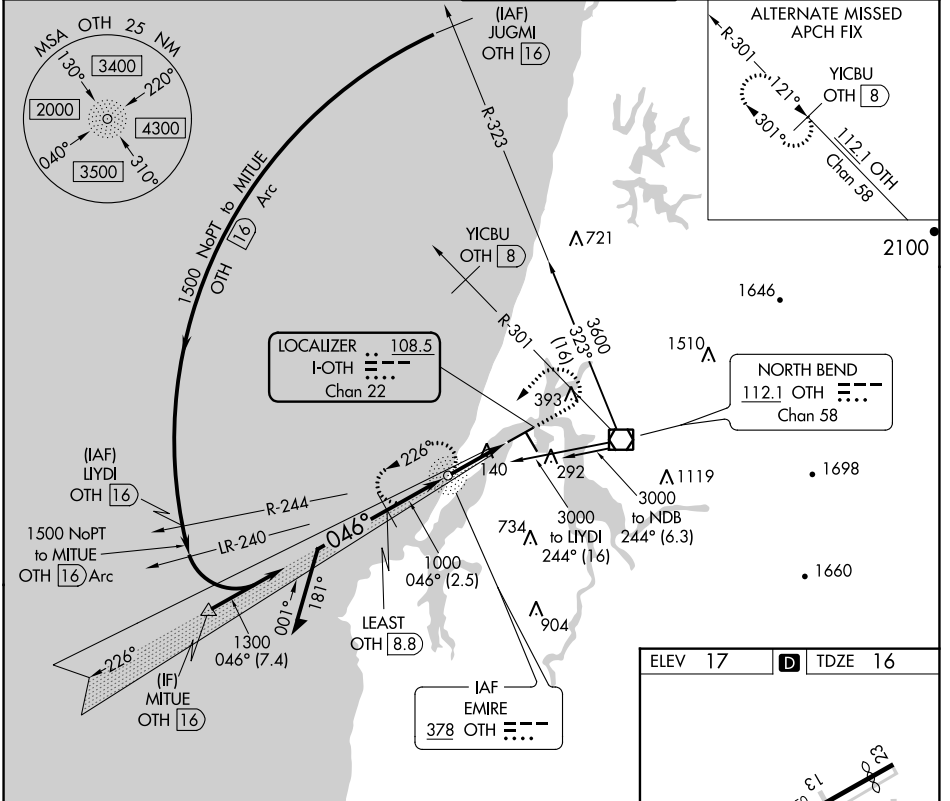 MSA OTH 25 NM
130°
3400
220°
2000
4300
040°
3500
310°
(IAF)
JUGMI
OTH 16
R-323
ALTERNATE MISSED
APCH FIX
R-301
YICBU
OTH 8
121°
301°
112.1 OTH
Chan 58
2100
1500 NoPT to MITUE
OTH 16 Arc
YICBU
OTH 8
721
1646
R-301
3600
323°
(16)
1510
LOCALIZER 108.5
I-OTH
Chan 22
393
NORTH BEND
112.1 OTH
Chan 58
(IAF)
LIYDI
OTH 16
226°
140
292
1119
1698
R-244
3000
to NDB
244° (6.3)
1500 NoPT
to MITUE
OTH 16 Arc
LR-240
046°
734
3000
to LIYDI
244° (16)
1000
046° (2.5)
1660
001°
181°
LEAST
OTH 8.8
904
1300
046° (7.4)
226°
(IF)
MITUE
OTH 16
IAF
EMIRE
378 OTH
ELEV 17 D TDZE 16
23
13